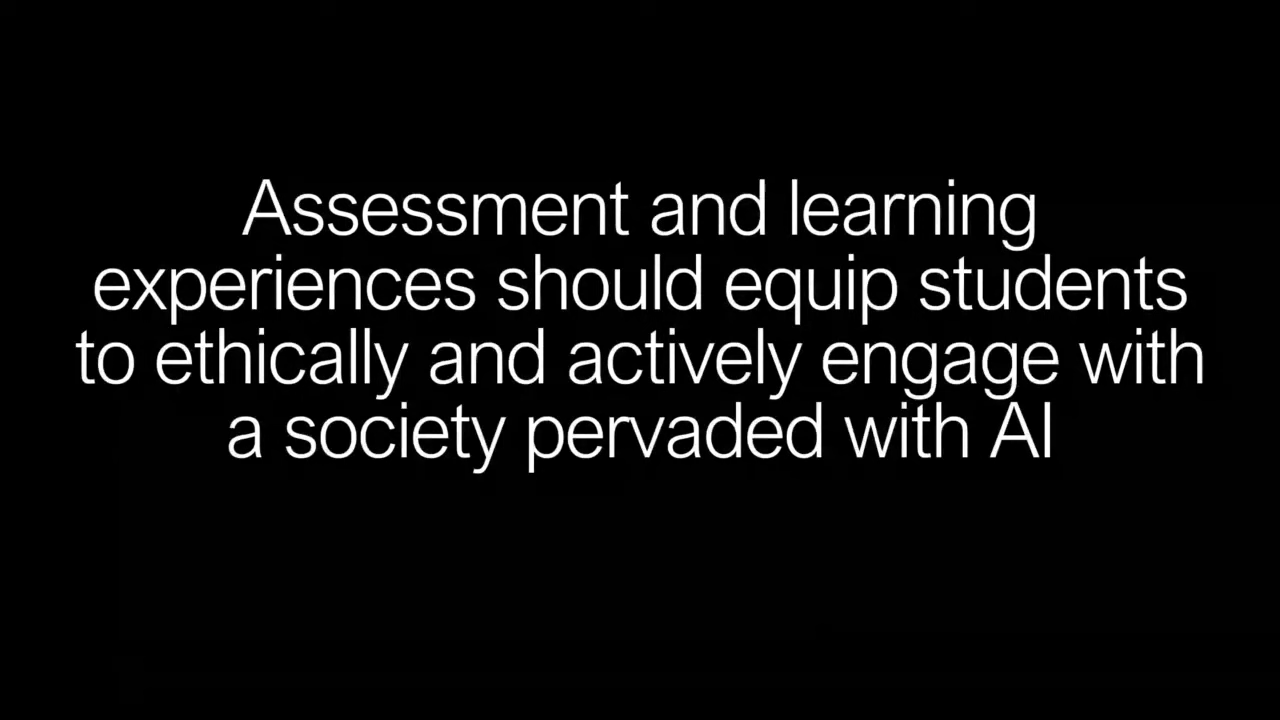 Assessment and learning
experiences should equip students
to ethically and actively engage with
a society pervaded with AI